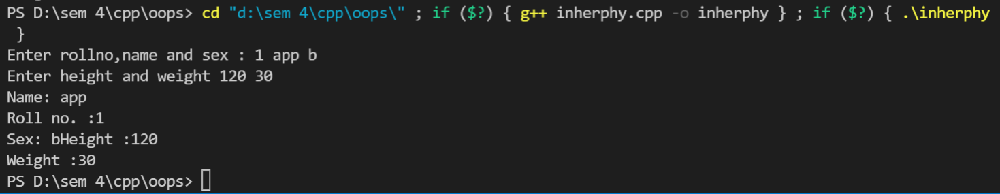 PS D:\sem 4\cpp\oops> cd "d:\sem 4\cpp\oops\" ; if ($?) { g++ inherphy.cpp -o inherphy } ; if ($?) { .\inherphy
}
Enter rollno,name and sex : 1 app b
Enter height and weight 120 30
Name: app
Roll no. :1
Sex: bHeight :120
Weight :30
PS D:\sem 4\cpp\oops>